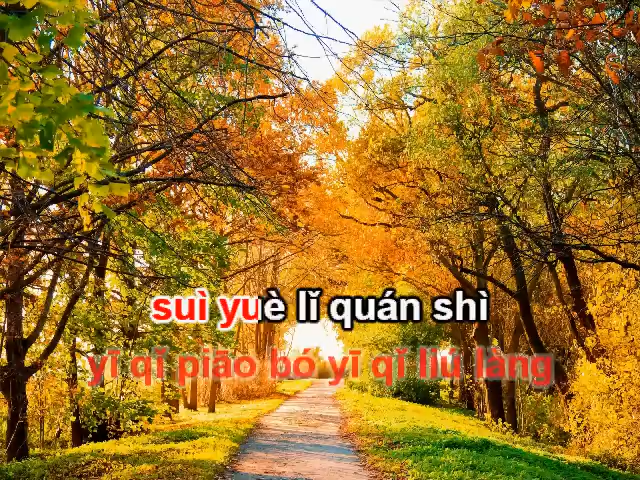 suì yuè lǐ quán shì
yī qǐ piāo bó yī qǐ liú làng